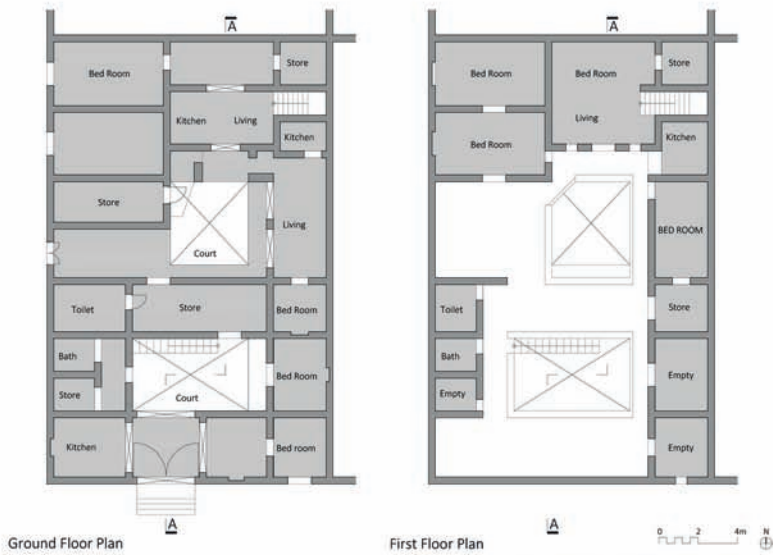 A
Bed Room
Store
Kitchen
Living
Kitchen
Store
Living
Court
Toilet
Store
Bed Room
Bath
Store
Court
Bed Room
Kitchen
Bed room
A
Ground Floor Plan
A
Bed Room
Bed Room
Store
Living
Kitchen
Bed Room
BED ROOM
Toilet
Store
Bath
Empty
Empty
Empty
A
First Floor Plan
0 2 4m N